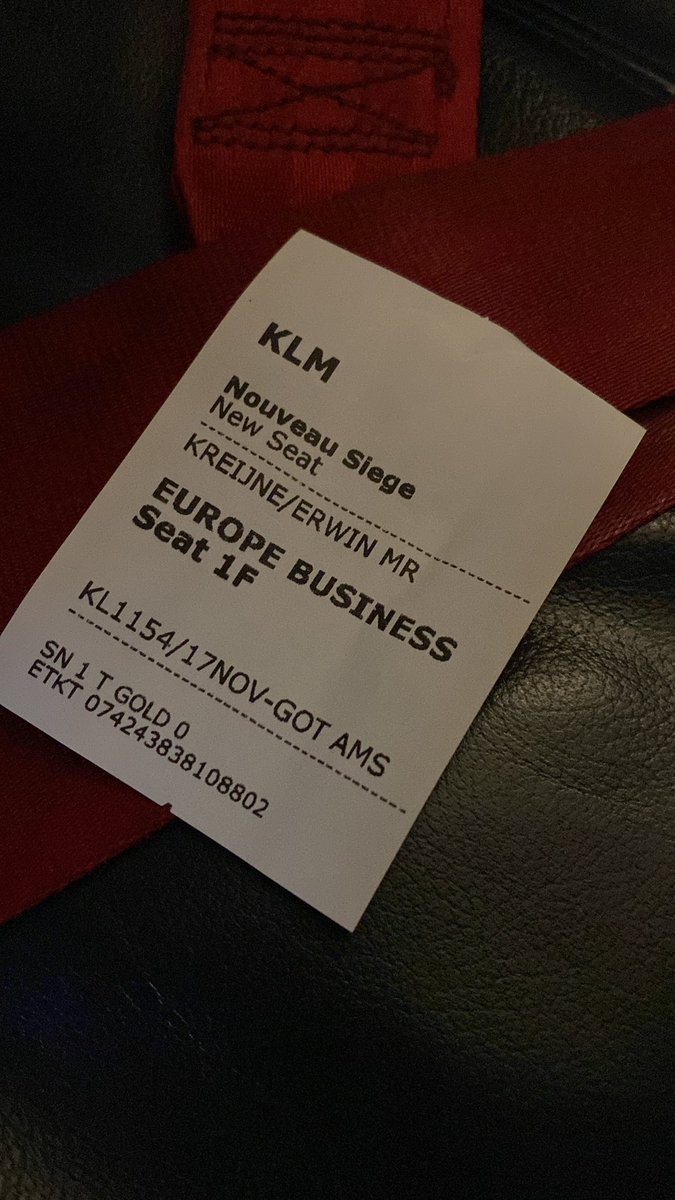 KLM
Nouveau Siege
New Seat
KREIJNE/ERWIN MR
EUROPE BUSINESS
Seat 1F
KL1154/17NOV-GOT AMS
SN 1 T GOLD 0
ETKT 074243838108802